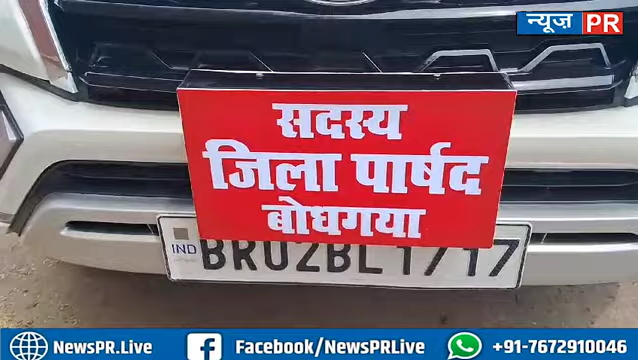 न्यूज़ PR
सदस्य
जिला पार्षद
बोधगया
IND BR02BL1717
NewsPR.Live Facebook/NewsPRLive +91-7672910046